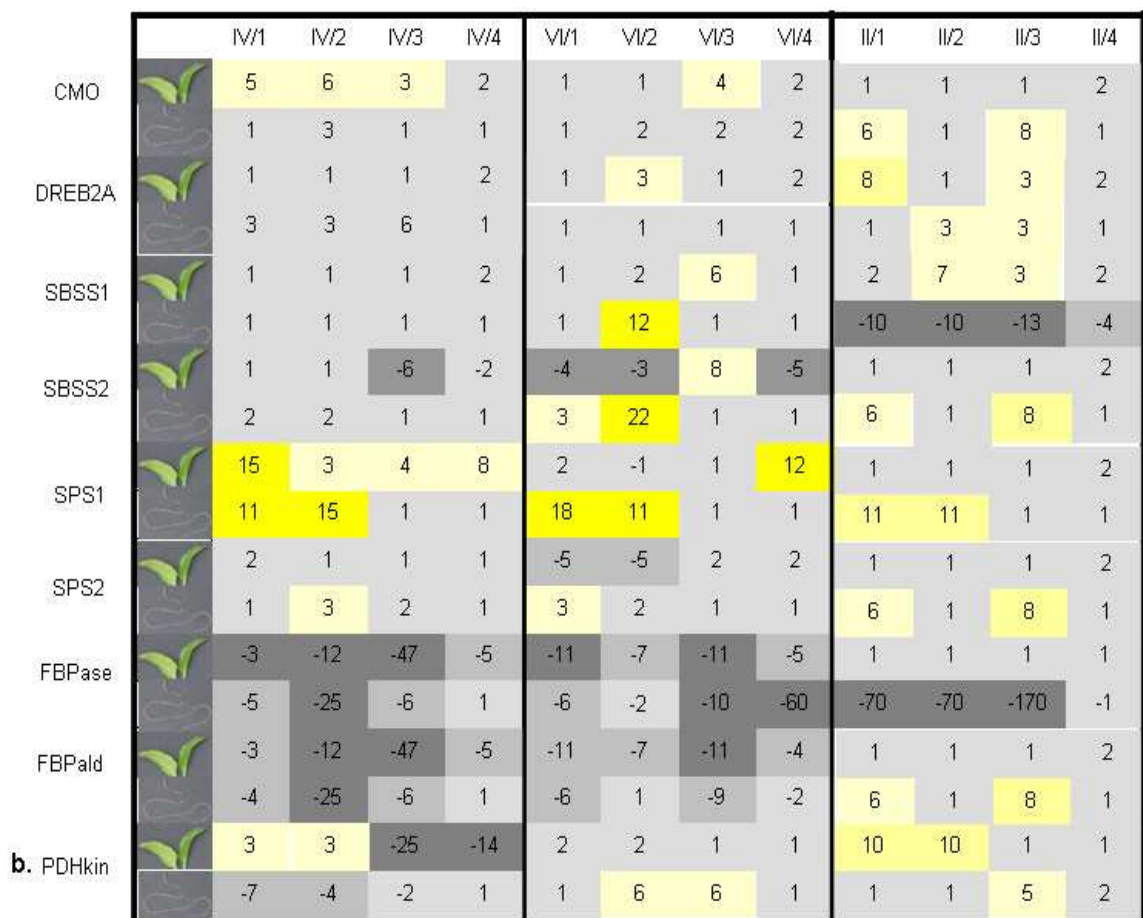 IV/1 IV/2 IV/3 IV/4 VI/1 VI/2 VI/3 VI/4 II/1 II/2 II/3 II/4
CMO 5 6 3 2 1 1 4 2 1 1 1 2
1 3 1 1 1 2 2 2 6 1 8 1
DREB2A 1 1 1 2 1 3 1 2 8 1 3 2
3 3 6 1 1 1 1 1 1 3 3 1
SBSS1 1 1 1 2 1 2 6 1 2 7 3 2
1 1 1 1 1 12 1 1 -10 -10 -13 -4
SBSS2 1 1 -6 -2 -4 -3 8 -5 1 1 1 2
2 2 1 1 3 22 1 1 6 1 8 1
SPS1 15 3 4 8 2 -1 1 12 1 1 1 2
11 15 1 1 18 11 1 1 11 11 1 1
SPS2 2 1 1 1 -5 -5 2 2 1 1 1 2
1 3 2 1 3 2 1 1 6 1 8 1
FBPase -3 -12 -47 -5 -11 -7 -11 -5 1 1 1 1
-5 -25 -6 1 -6 -2 -10 -60 -70 -70 -170 -1
FBPald -3 -12 -47 -5 -11 -7 -11 -4 1 1 1 2
-4 -25 -6 1 -6 1 -9 -2 6 1 8 1
b. PDHkin 3 3 -25 -14 2 2 1 1 10 10 1 1
-7 -4 -2 1 1 6 6 1 1 1 5 2